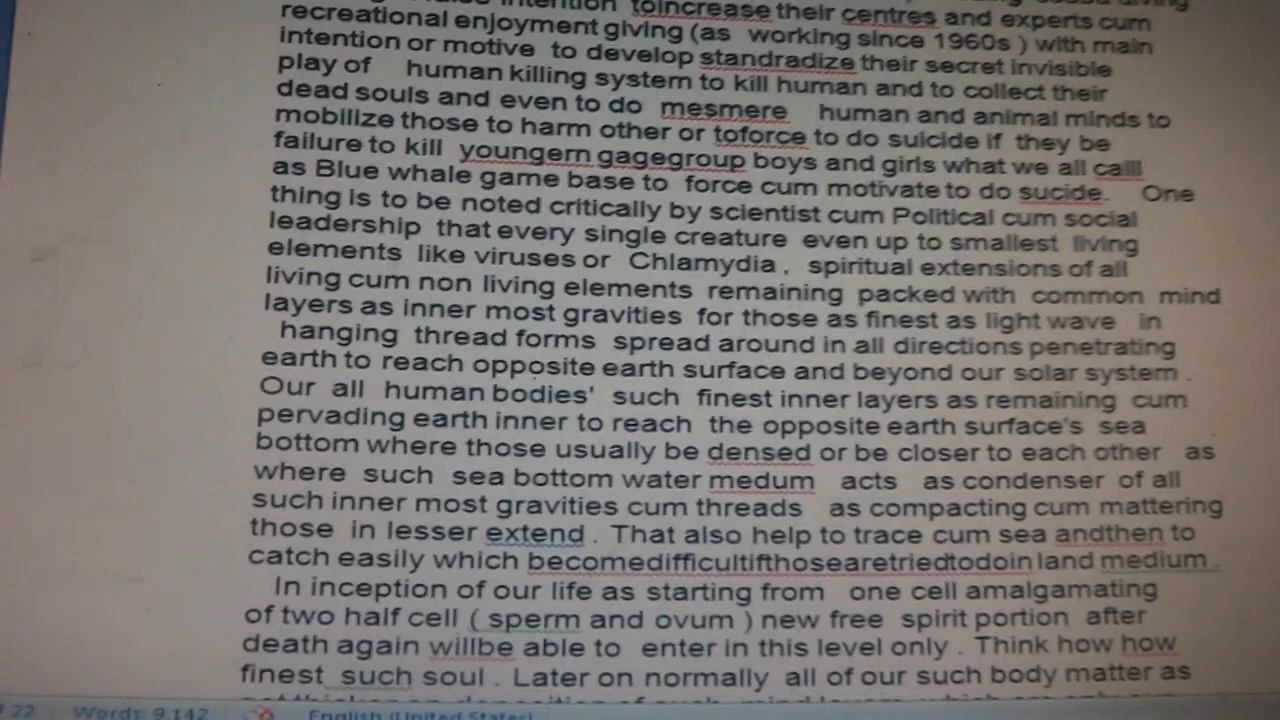 intention toincrease their centres and experts cum
recreational enjoyment giving (as working since 1960s ) with main
intention or motive to develop standradize their secret invisible
play of human killing system to kill human and to collect their
dead souls and even to do mesmere human and animal minds to
mobilize those to harm other or toforce to do suicide if they be
failure to kill youngern gagegroup boys and girls what we all calll
as Blue whale game base to force cum motivate to do sucide. One
thing is to be noted critically by scientist cum Political cum social
leadership that every single creature even up to smallest living
elements like viruses or Chlamydia , spiritual extensions of all
living cum non living elements remaining packed with common mind
layers as inner most gravities for those as finest as light wave in
hanging thread forms spread around in all directions penetrating
earth to reach opposite earth surface and beyond our solar system .
Our all human bodies' such finest inner layers as remaining cum
pervading earth inner to reach the opposite earth surface's sea
bottom where those usually be densed or be closer to each other as
where such sea bottom water medum acts as condenser of all
such inner most gravities cum threads as compacting cum mattering
those in lesser extend . That also help to trace cum sea andthen to
catch easily which becomedifficultifthosearetriedtodoin land medium .
In inception of our life as starting from one cell amalgamating
of two half cell ( sperm and ovum ) new free spirit portion after
death again willbe able to enter in this level only . Think how how
finest such soul . Later on normally all of our such body matter as
22 Words: 9,142 English (United States)